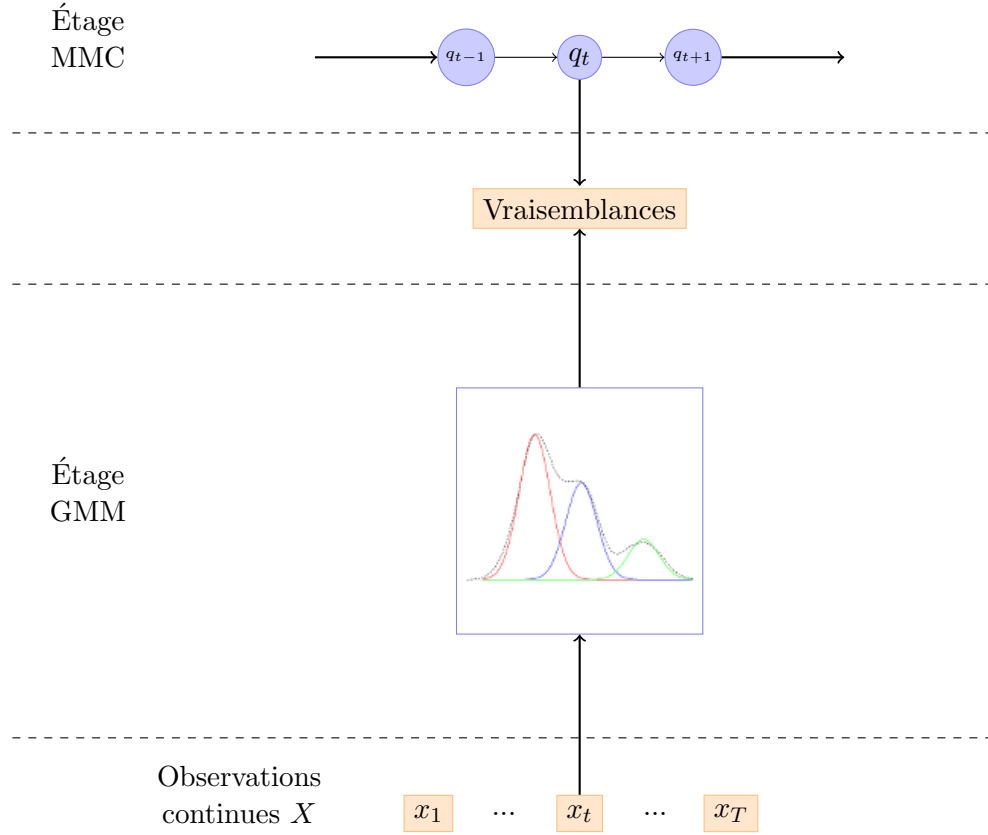 Étage
MMC
q_{t-1} q_t q_{t+1}
Vraisemblances
Étage
GMM
Observations
continues X
x_1 ... x_t ... x_T